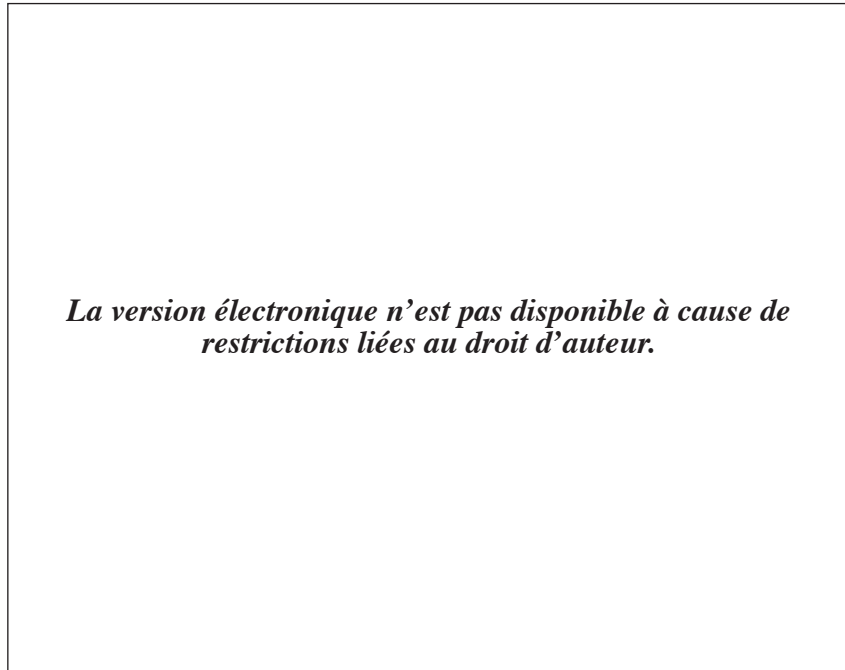 La version électronique n’est pas disponible à cause de
restrictions liées au droit d’auteur.